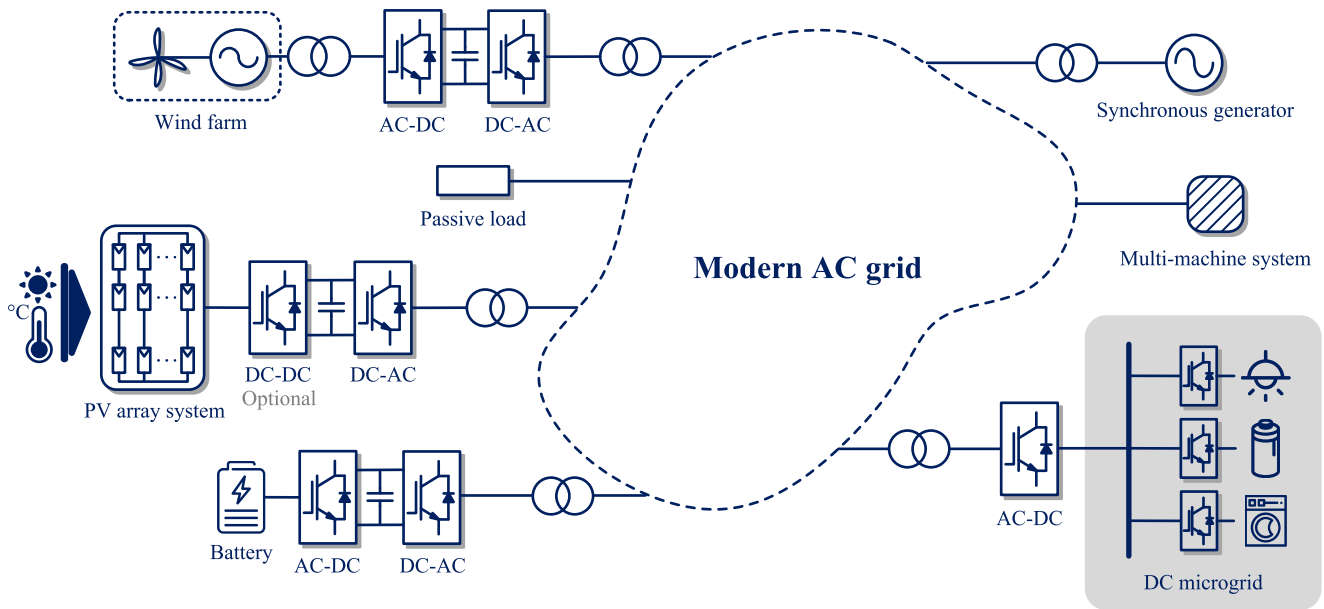 Wind farm
AC-DC
DC-AC
Synchronous generator
Passive load
Multi-machine system
Modern AC grid
°C
PV array system
DC-DC
Optional
DC-AC
Battery
AC-DC
DC-AC
AC-DC
DC microgrid